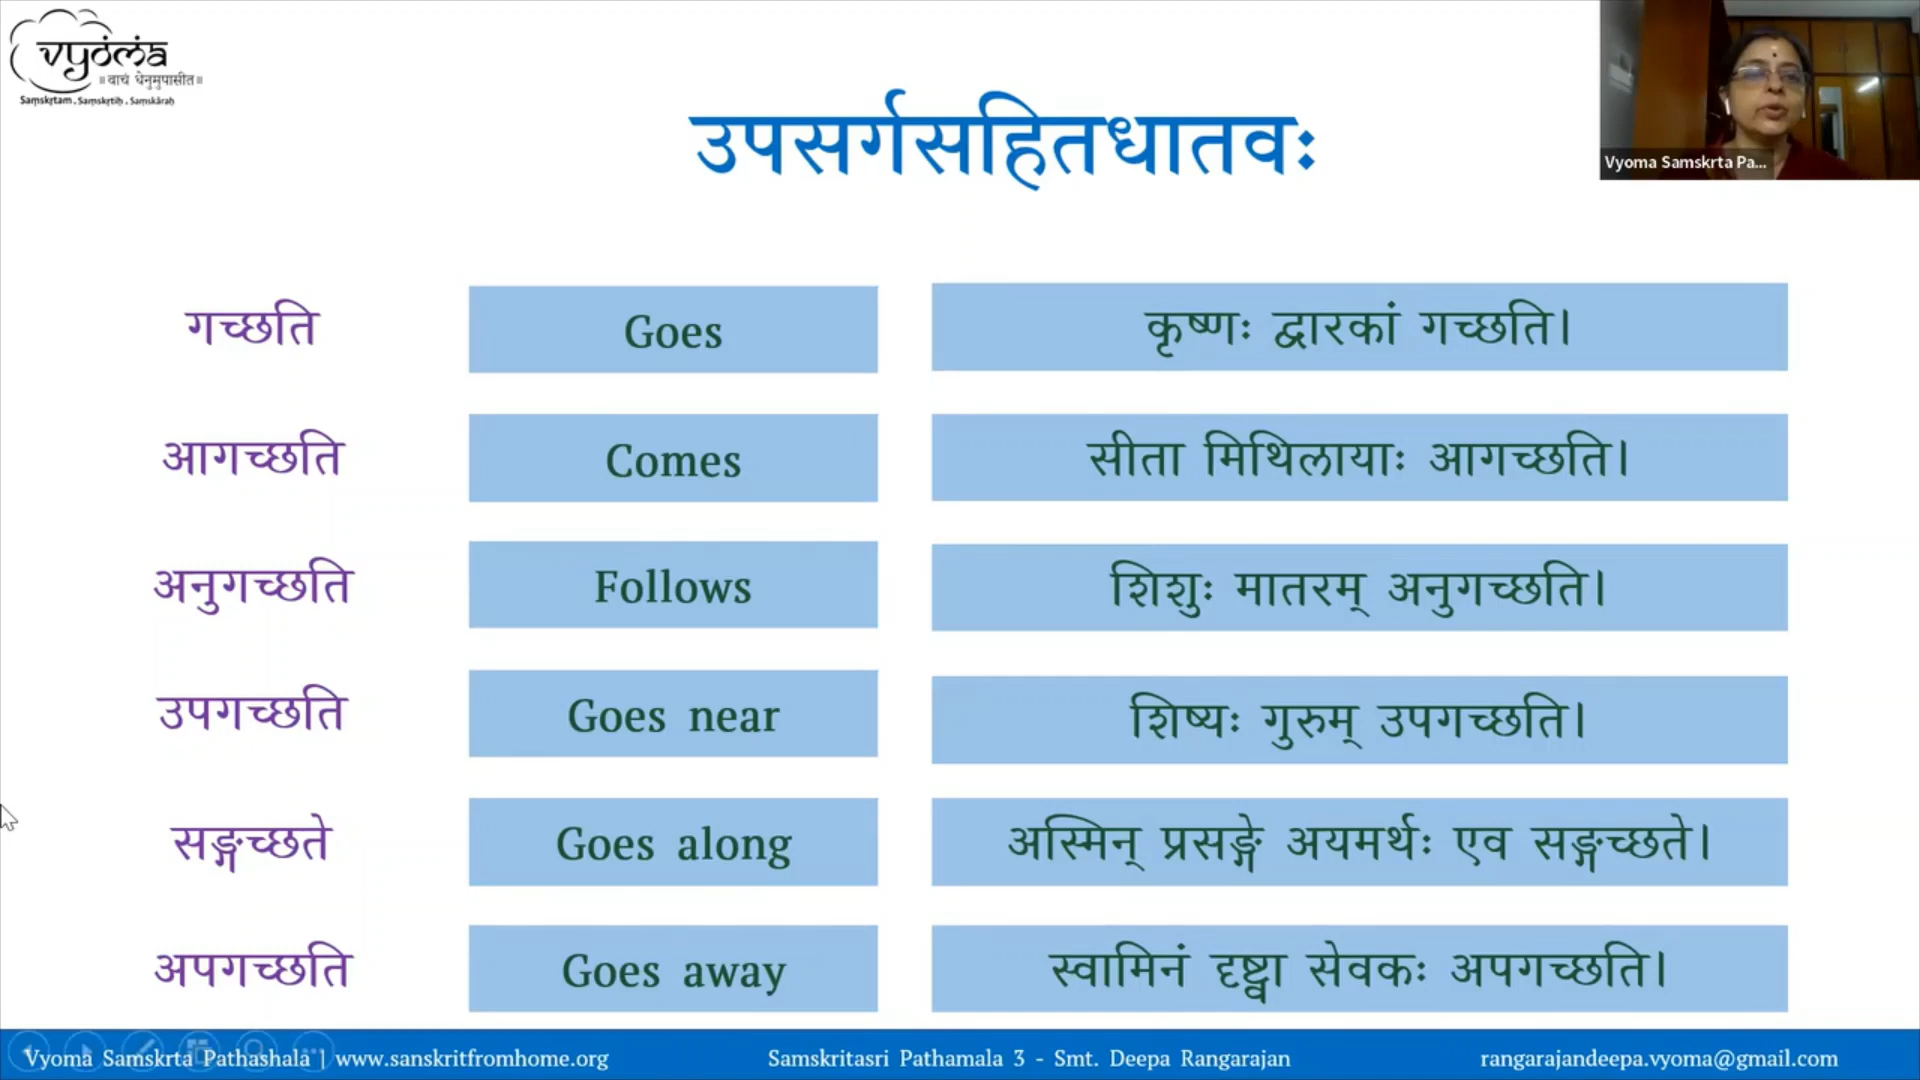 vyoma
॥वाचं धेनुमुपासीत॥
Saṃskṛtam . Saṃskṛtiḥ . Saṃskāraḥ
Vyoma Samskrta Pa...
उपसर्गसहितधातवः
गच्छति Goes कृष्णः द्वारकां गच्छति।
आगच्छति Comes सीता मिथिलायाः आगच्छति।
अनुगच्छति Follows शिशुः मातरम् अनुगच्छति।
उपगच्छति Goes near शिष्यः गुरुम् उपगच्छति।
सङ्गच्छते Goes along अस्मिन् प्रसङ्गे अयमर्थः एव सङ्गच्छते।
अपगच्छति Goes away स्वामिनं दृष्ट्वा सेवकः अपगच्छति।
Vyoma Samskrta Pathashala | www.sanskritfromhome.org Samskritasri Pathamala 3 - Smt. Deepa Rangarajan rangarajandeepa.vyoma@gmail.com